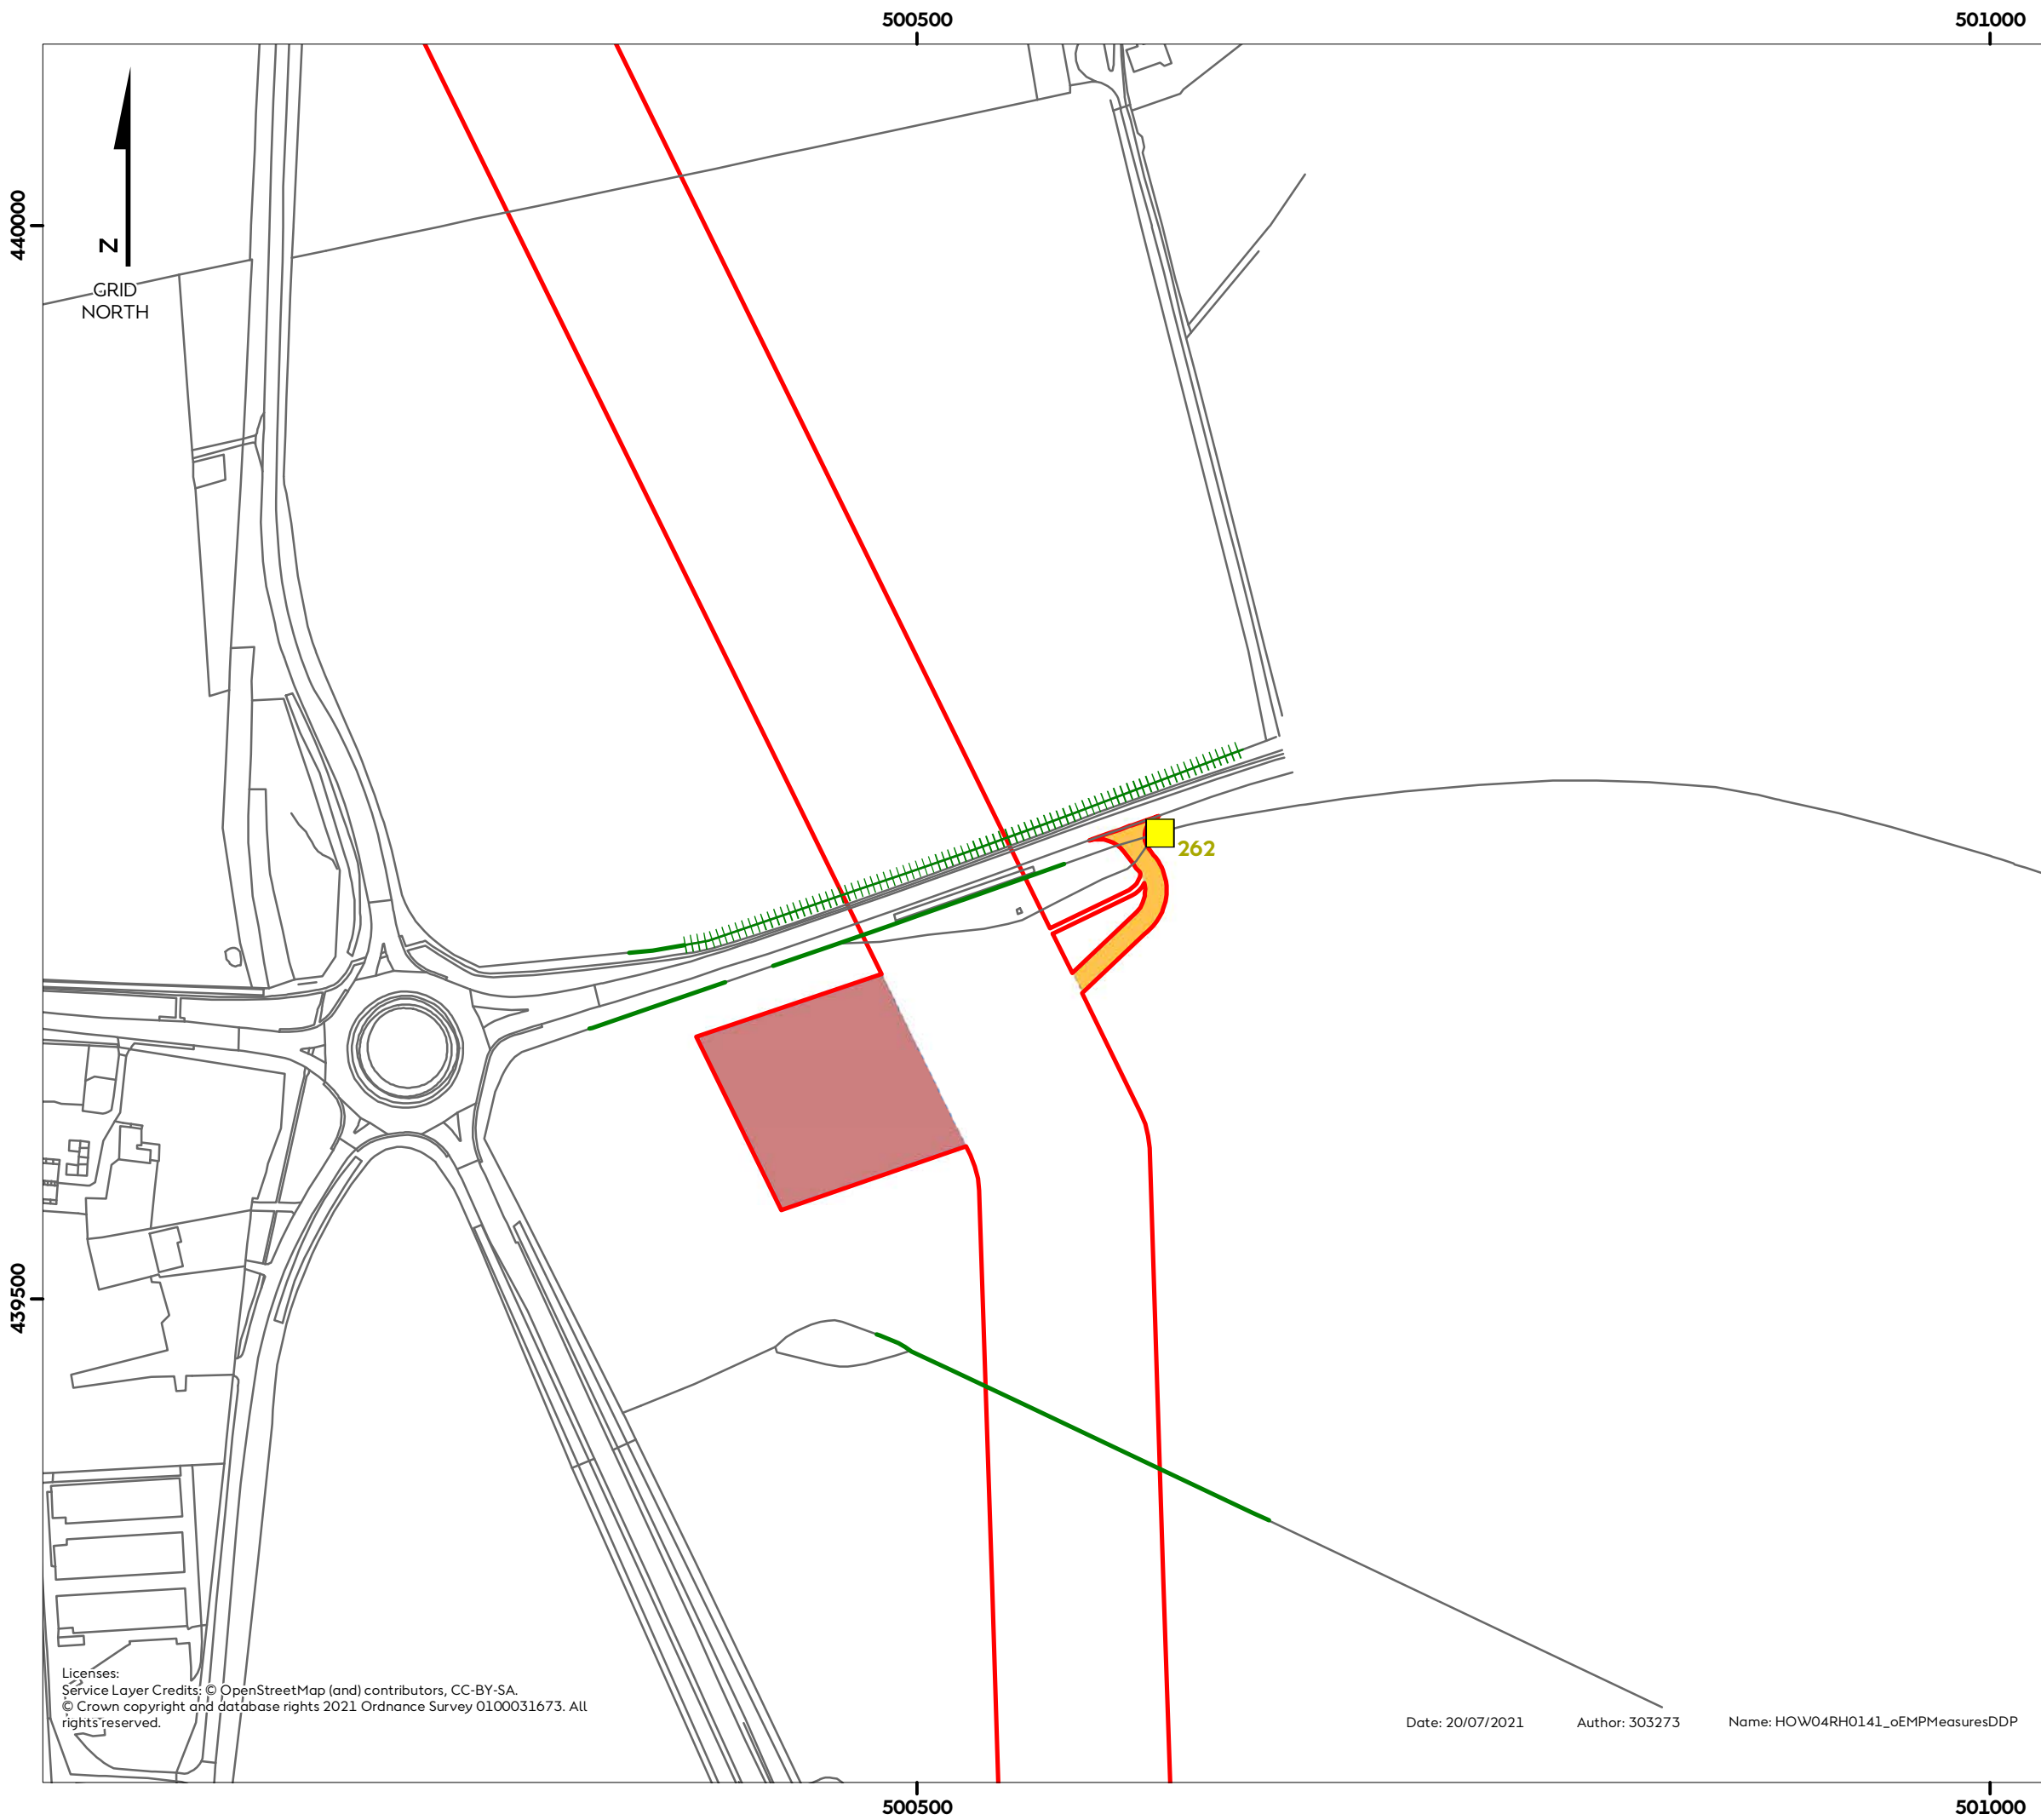 500500
501000
440000
N
GRID
NORTH
262
439500
Licenses:
Service Layer Credits: © OpenStreetMap (and) contributors, CC-BY-SA.
© Crown copyright and database rights 2021 Ordnance Survey 0100031673. All
rights reserved.
Date: 20/07/2021 Author: 303273 Name: HOW04RH0141_oEMPMeasuresDDP
500500
501000